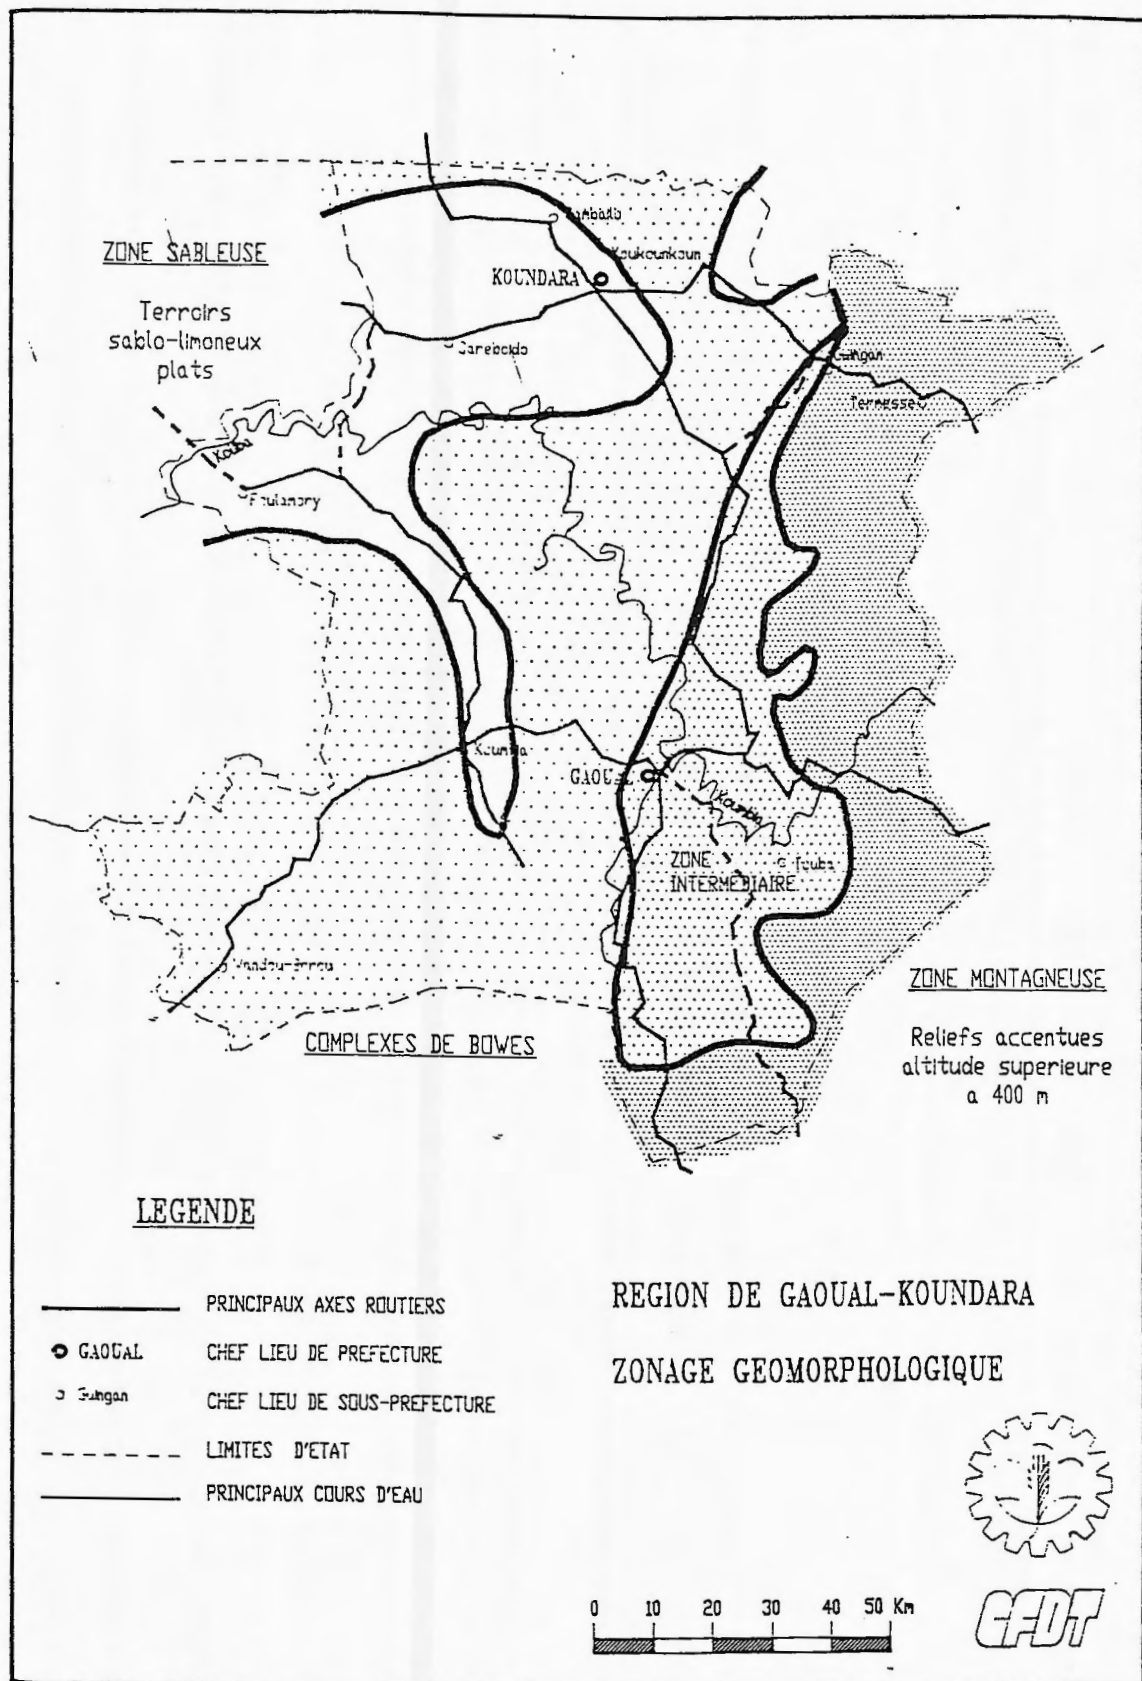 ZONE SABLEUSE
Terroirs
sablo-limoneux
plats
KOUNDARA
Koukounkoun
Sareboido
Guingan
Termesse
Foulamory
GAOUAL
ZONE
INTERMEDIAIRE
Touba
COMPLEXES DE BOWES
ZONE MONTAGNEUSE
Reliefs accentues
altitude superieure
a 400 m
LEGENDE
PRINCIPAUX AXES ROUTIERS
GAOUAL CHEF LIEU DE PREFECTURE
Guingan CHEF LIEU DE SOUS-PREFECTURE
LIMITES D'ETAT
PRINCIPAUX COURS D'EAU
REGION DE GAOUAL-KOUNDARA
ZONAGE GEOMORPHOLOGIQUE
0 10 20 30 40 50 Km
CFDT